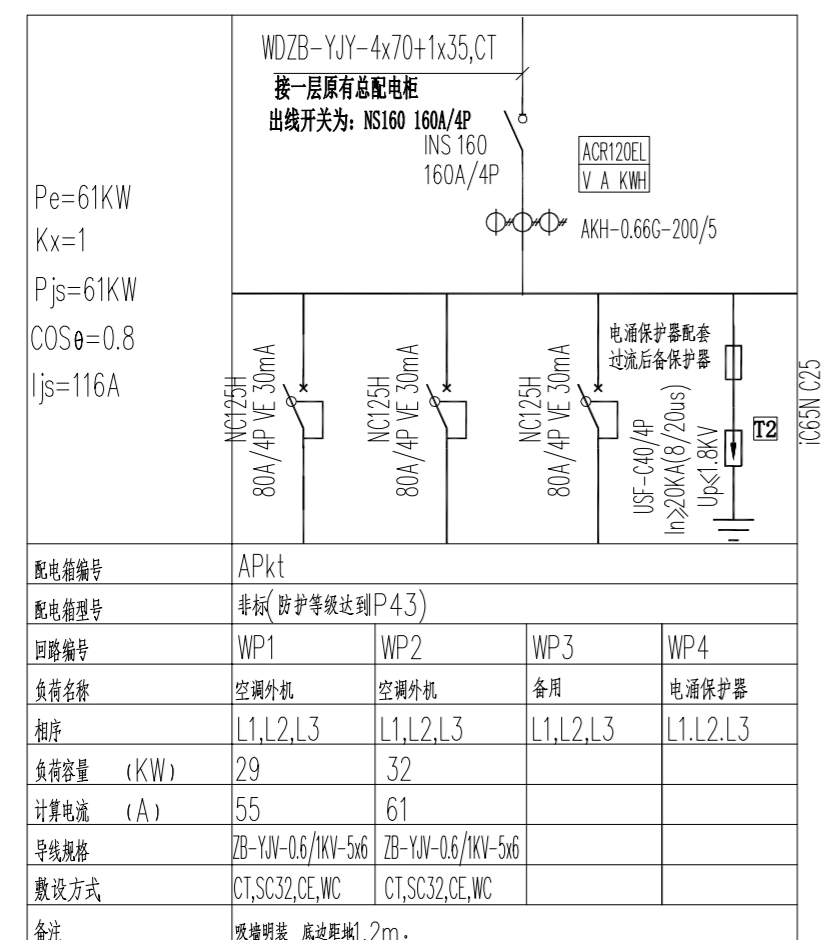 WDZB-YJY-4x70+1x35,CT
接一层原有总配电柜
出线开关为：NS160 160A/4P
INS 160
160A/4P
ACR120EL
V A KWH
AKH-0.66G-200/5
Pe=61KW
Kx=1
Pjs=61KW
COSθ=0.8
Ijs=116A
NC125H
80A/4P VE 30mA
NC125H
80A/4P VE 30mA
NC125H
80A/4P VE 30mA
电涌保护器配套
过流后备保护器
USF-C40/4P
In≥20KA(8/20us)
Up≤1.8KV
T2
iC65N C25
配电箱编号 APkt
配电箱型号 非标(防护等级达到IP43)
回路编号 WP1 WP2 WP3 WP4
负荷名称 空调外机 空调外机 备用 电涌保护器
相序 L1,L2,L3 L1,L2,L3 L1,L2,L3 L1.L2.L3
负荷容量 (KW) 29 32
计算电流 (A) 55 61
导线规格 ZB-YJV-0.6/1KV-5x6 ZB-YJV-0.6/1KV-5x6
敷设方式 CT,SC32,CE,WC CT,SC32,CE,WC
备注 吸墙明装 底边距地1.2m.